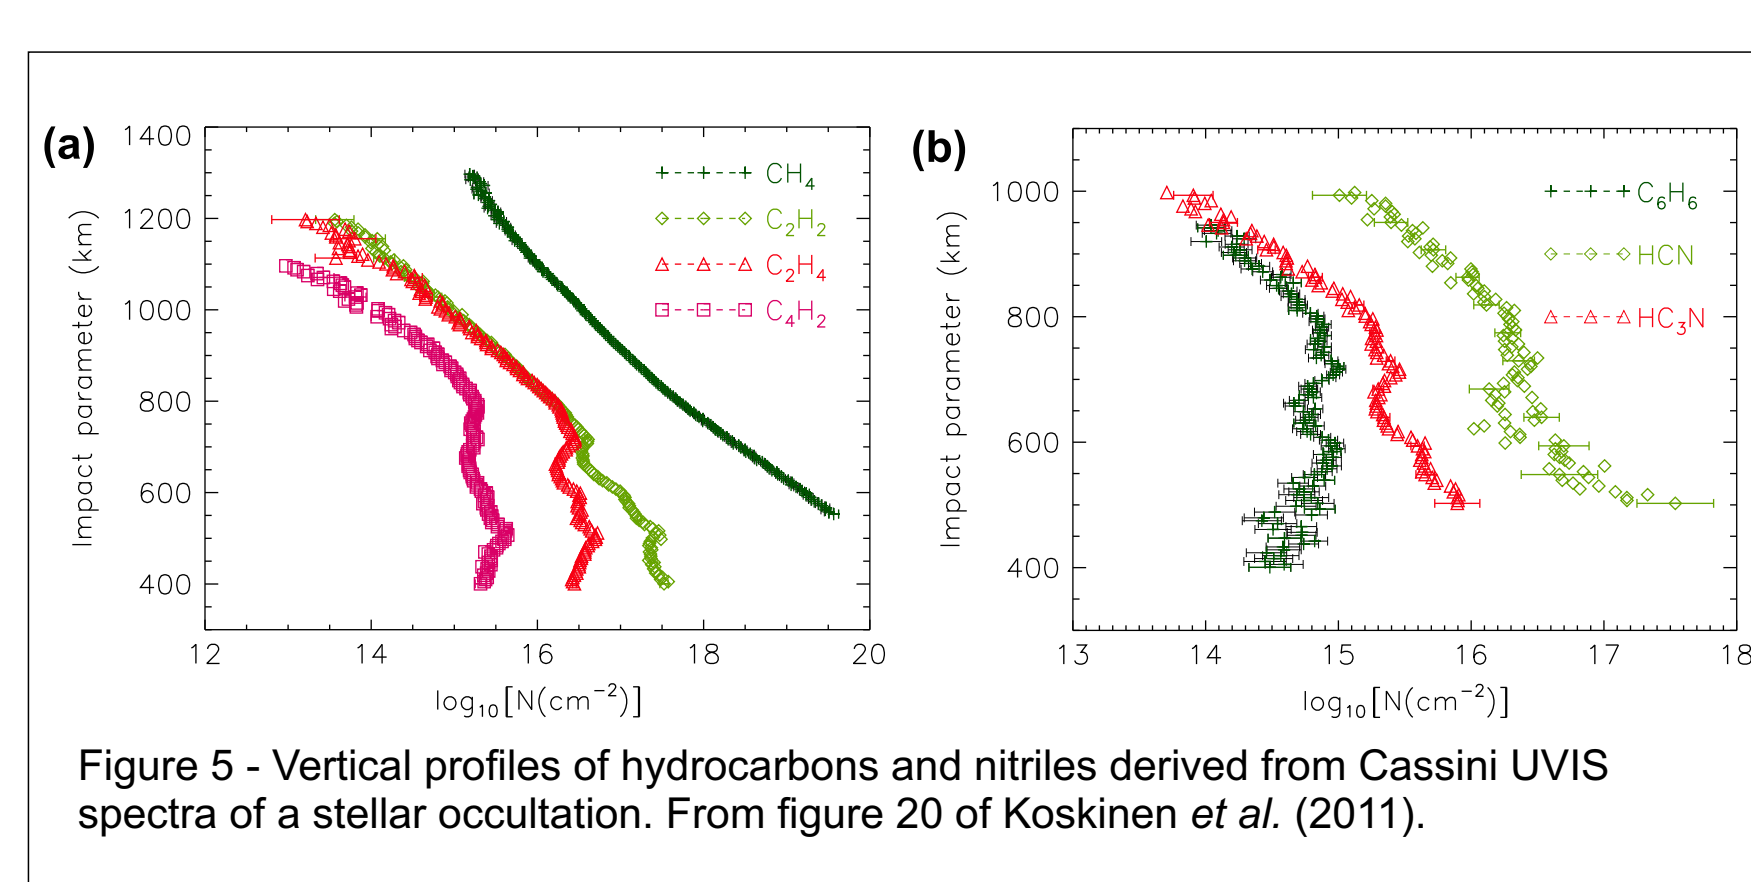 (a)
1400
1200
1000
800
600
400
Impact parameter (km)
CH4
C2H2
C2H4
C4H2
12 14 16 18 20
log10[N(cm−2)]
(b)
1000
800
600
400
Impact parameter (km)
C6H6
HCN
HC3N
13 14 15 16 17 18
log10[N(cm−2)]
Figure 5 - Vertical profiles of hydrocarbons and nitriles derived from Cassini UVIS
spectra of a stellar occultation. From figure 20 of Koskinen et al. (2011).